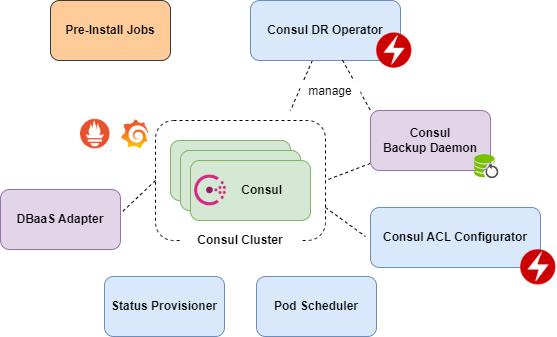 Pre-Install Jobs
Consul DR Operator
manage
Consul
Backup Daemon
Consul
DBaaS Adapter
Consul Cluster
Consul ACL Configurator
Status Provisioner
Pod Scheduler